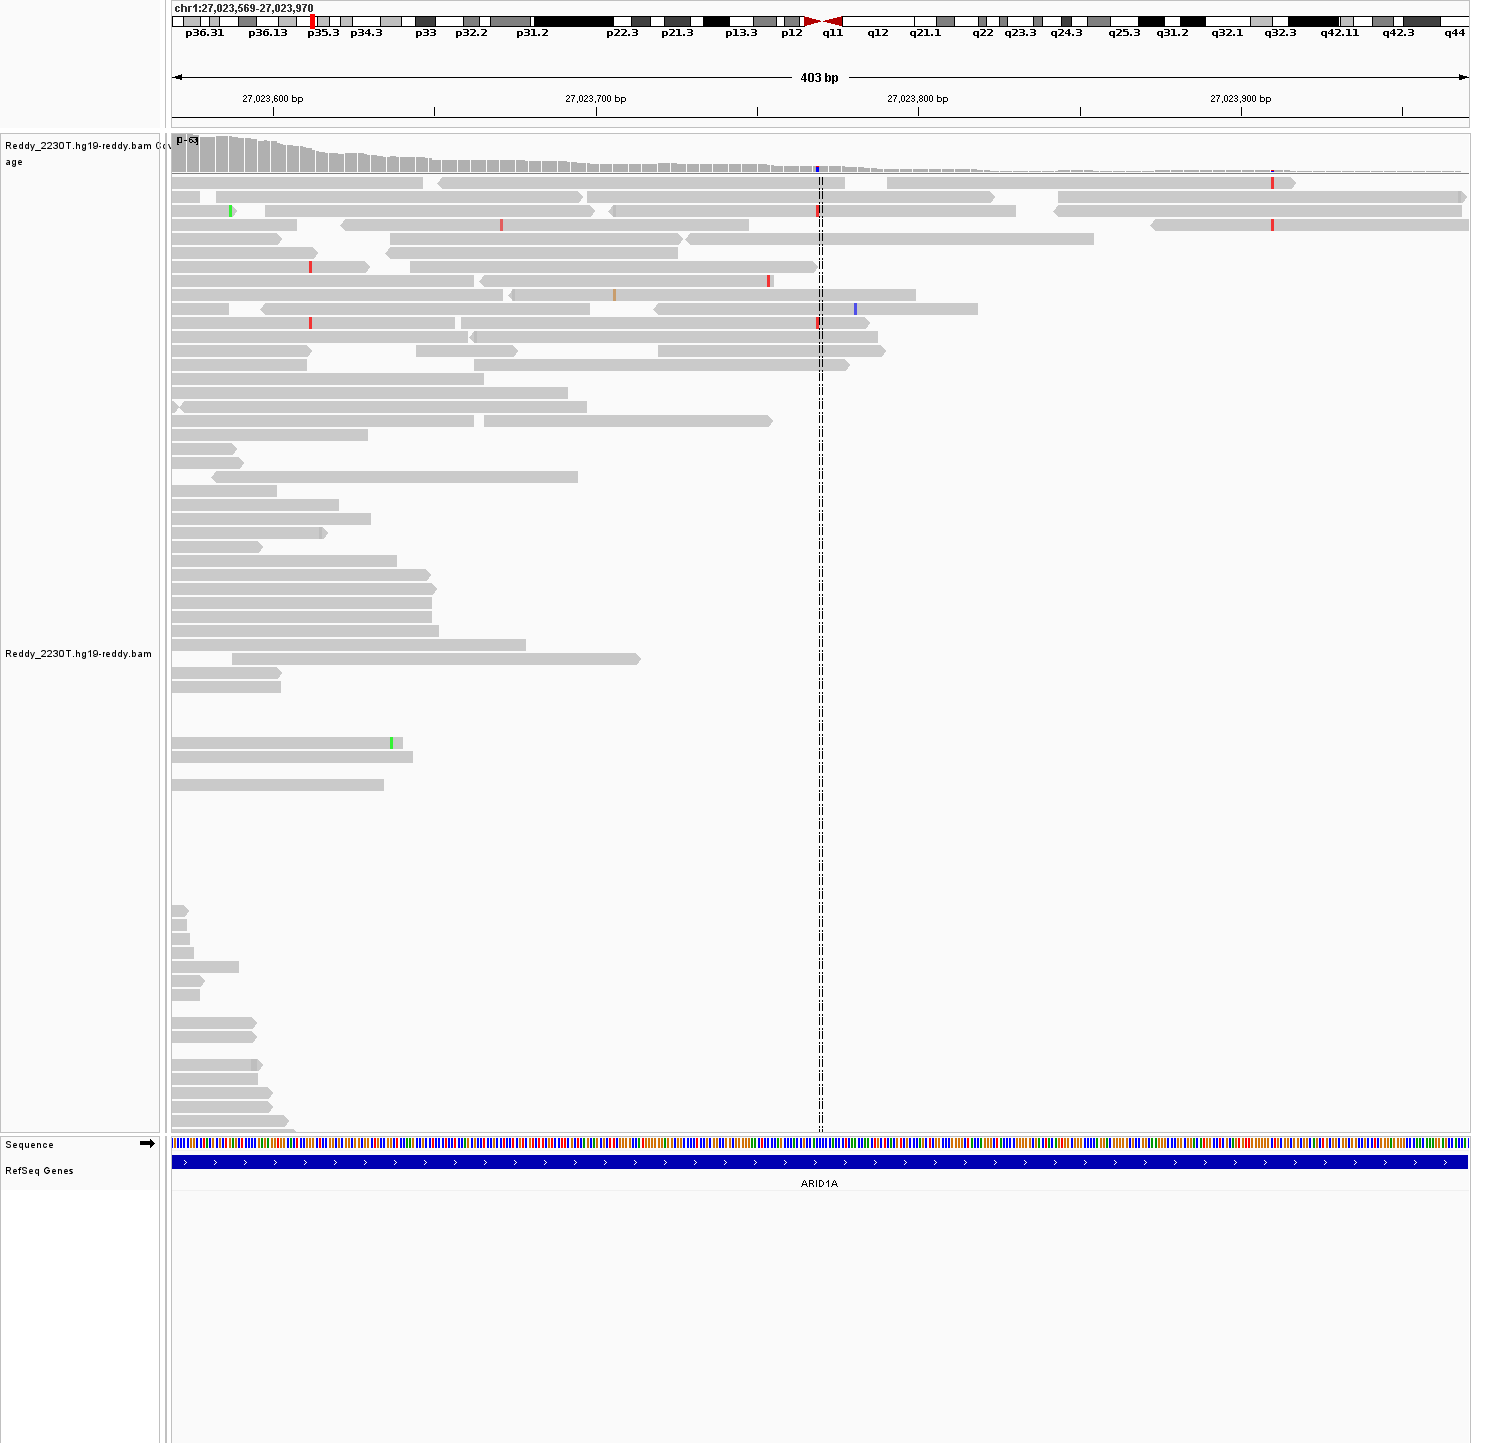 chr1:27,023,569-27,023,970
p36.31 p36.13 p35.3 p34.3 p33 p32.2 p31.2 p22.3 p21.3 p13.3 p12 q11 q12 q21.1 q22 q23.3 q24.3 q25.3 q31.2 q32.1 q32.3 q42.11 q42.3 q44
403 bp
27,023,600 bp 27,023,700 bp 27,023,800 bp 27,023,900 bp
[0 - 63]
Reddy_2230T.hg19-reddy.bam Cov
age
Reddy_2230T.hg19-reddy.bam
Sequence
RefSeq Genes
ARID1A